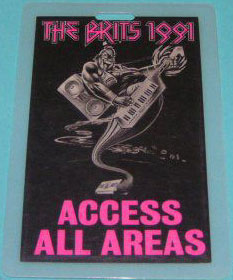 THE BRITS 1991
ACCESS
ALL AREAS